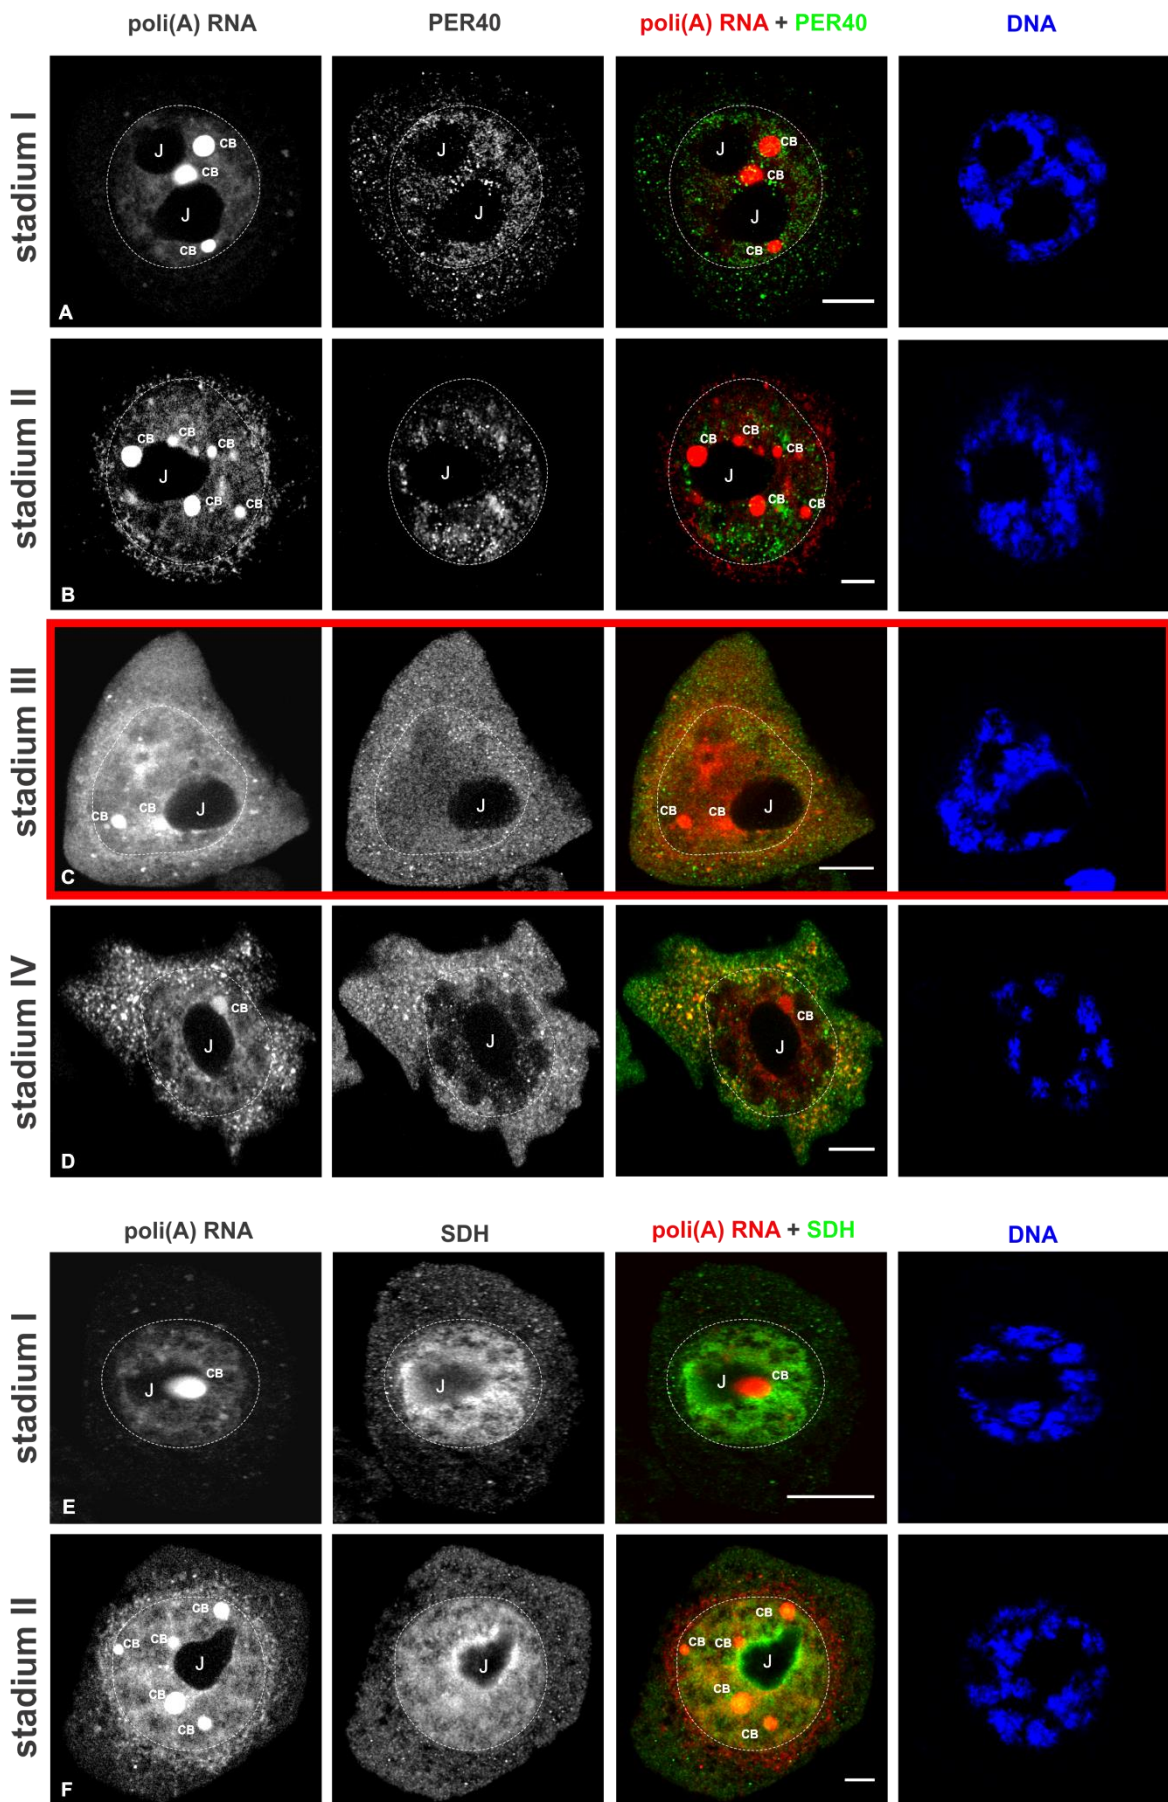 poli(A) RNA PER40 poli(A) RNA + PER40 DNA
stadium I
J CB CB J CB A
J J
CB CB J J CB
stadium II
CB CB CB J CB CB B
J
CB CB CB J CB CB
stadium III
CB CB J C
J
CB CB J
stadium IV
CB J D
J
CB J
poli(A) RNA SDH poli(A) RNA + SDH DNA
stadium I
CB J E
J
CB J
stadium II
CB CB CB J CB CB F
J
CB CB CB J CB CB